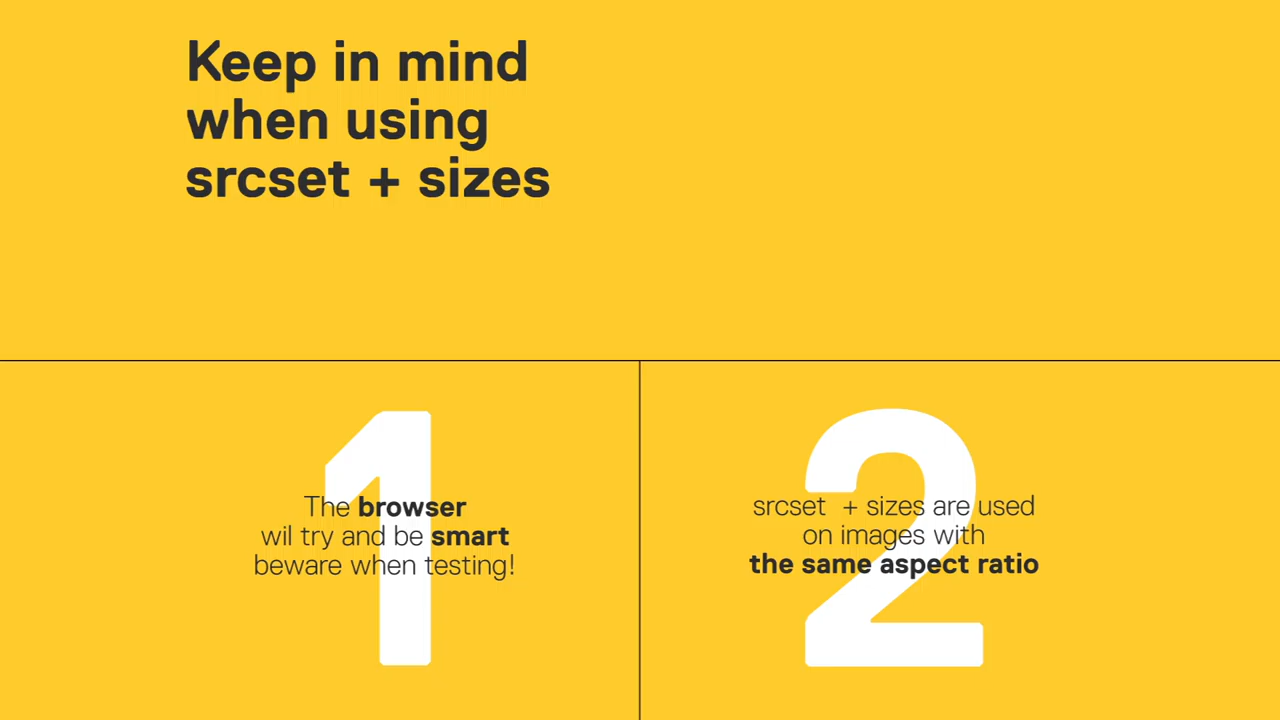 Keep in mind
when using
srcset + sizes
1
The browser
wil try and be smart
beware when testing!
2
srcset + sizes are used
on images with
the same aspect ratio